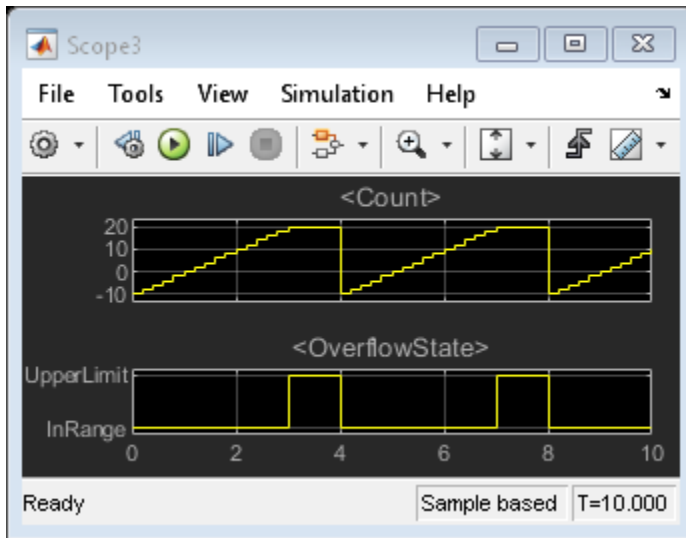 Scope3
File Tools View Simulation Help
<Count>
20
10
0
-10
<OverflowState>
UpperLimit
InRange
0 2 4 6 8 10
Ready Sample based T=10.000